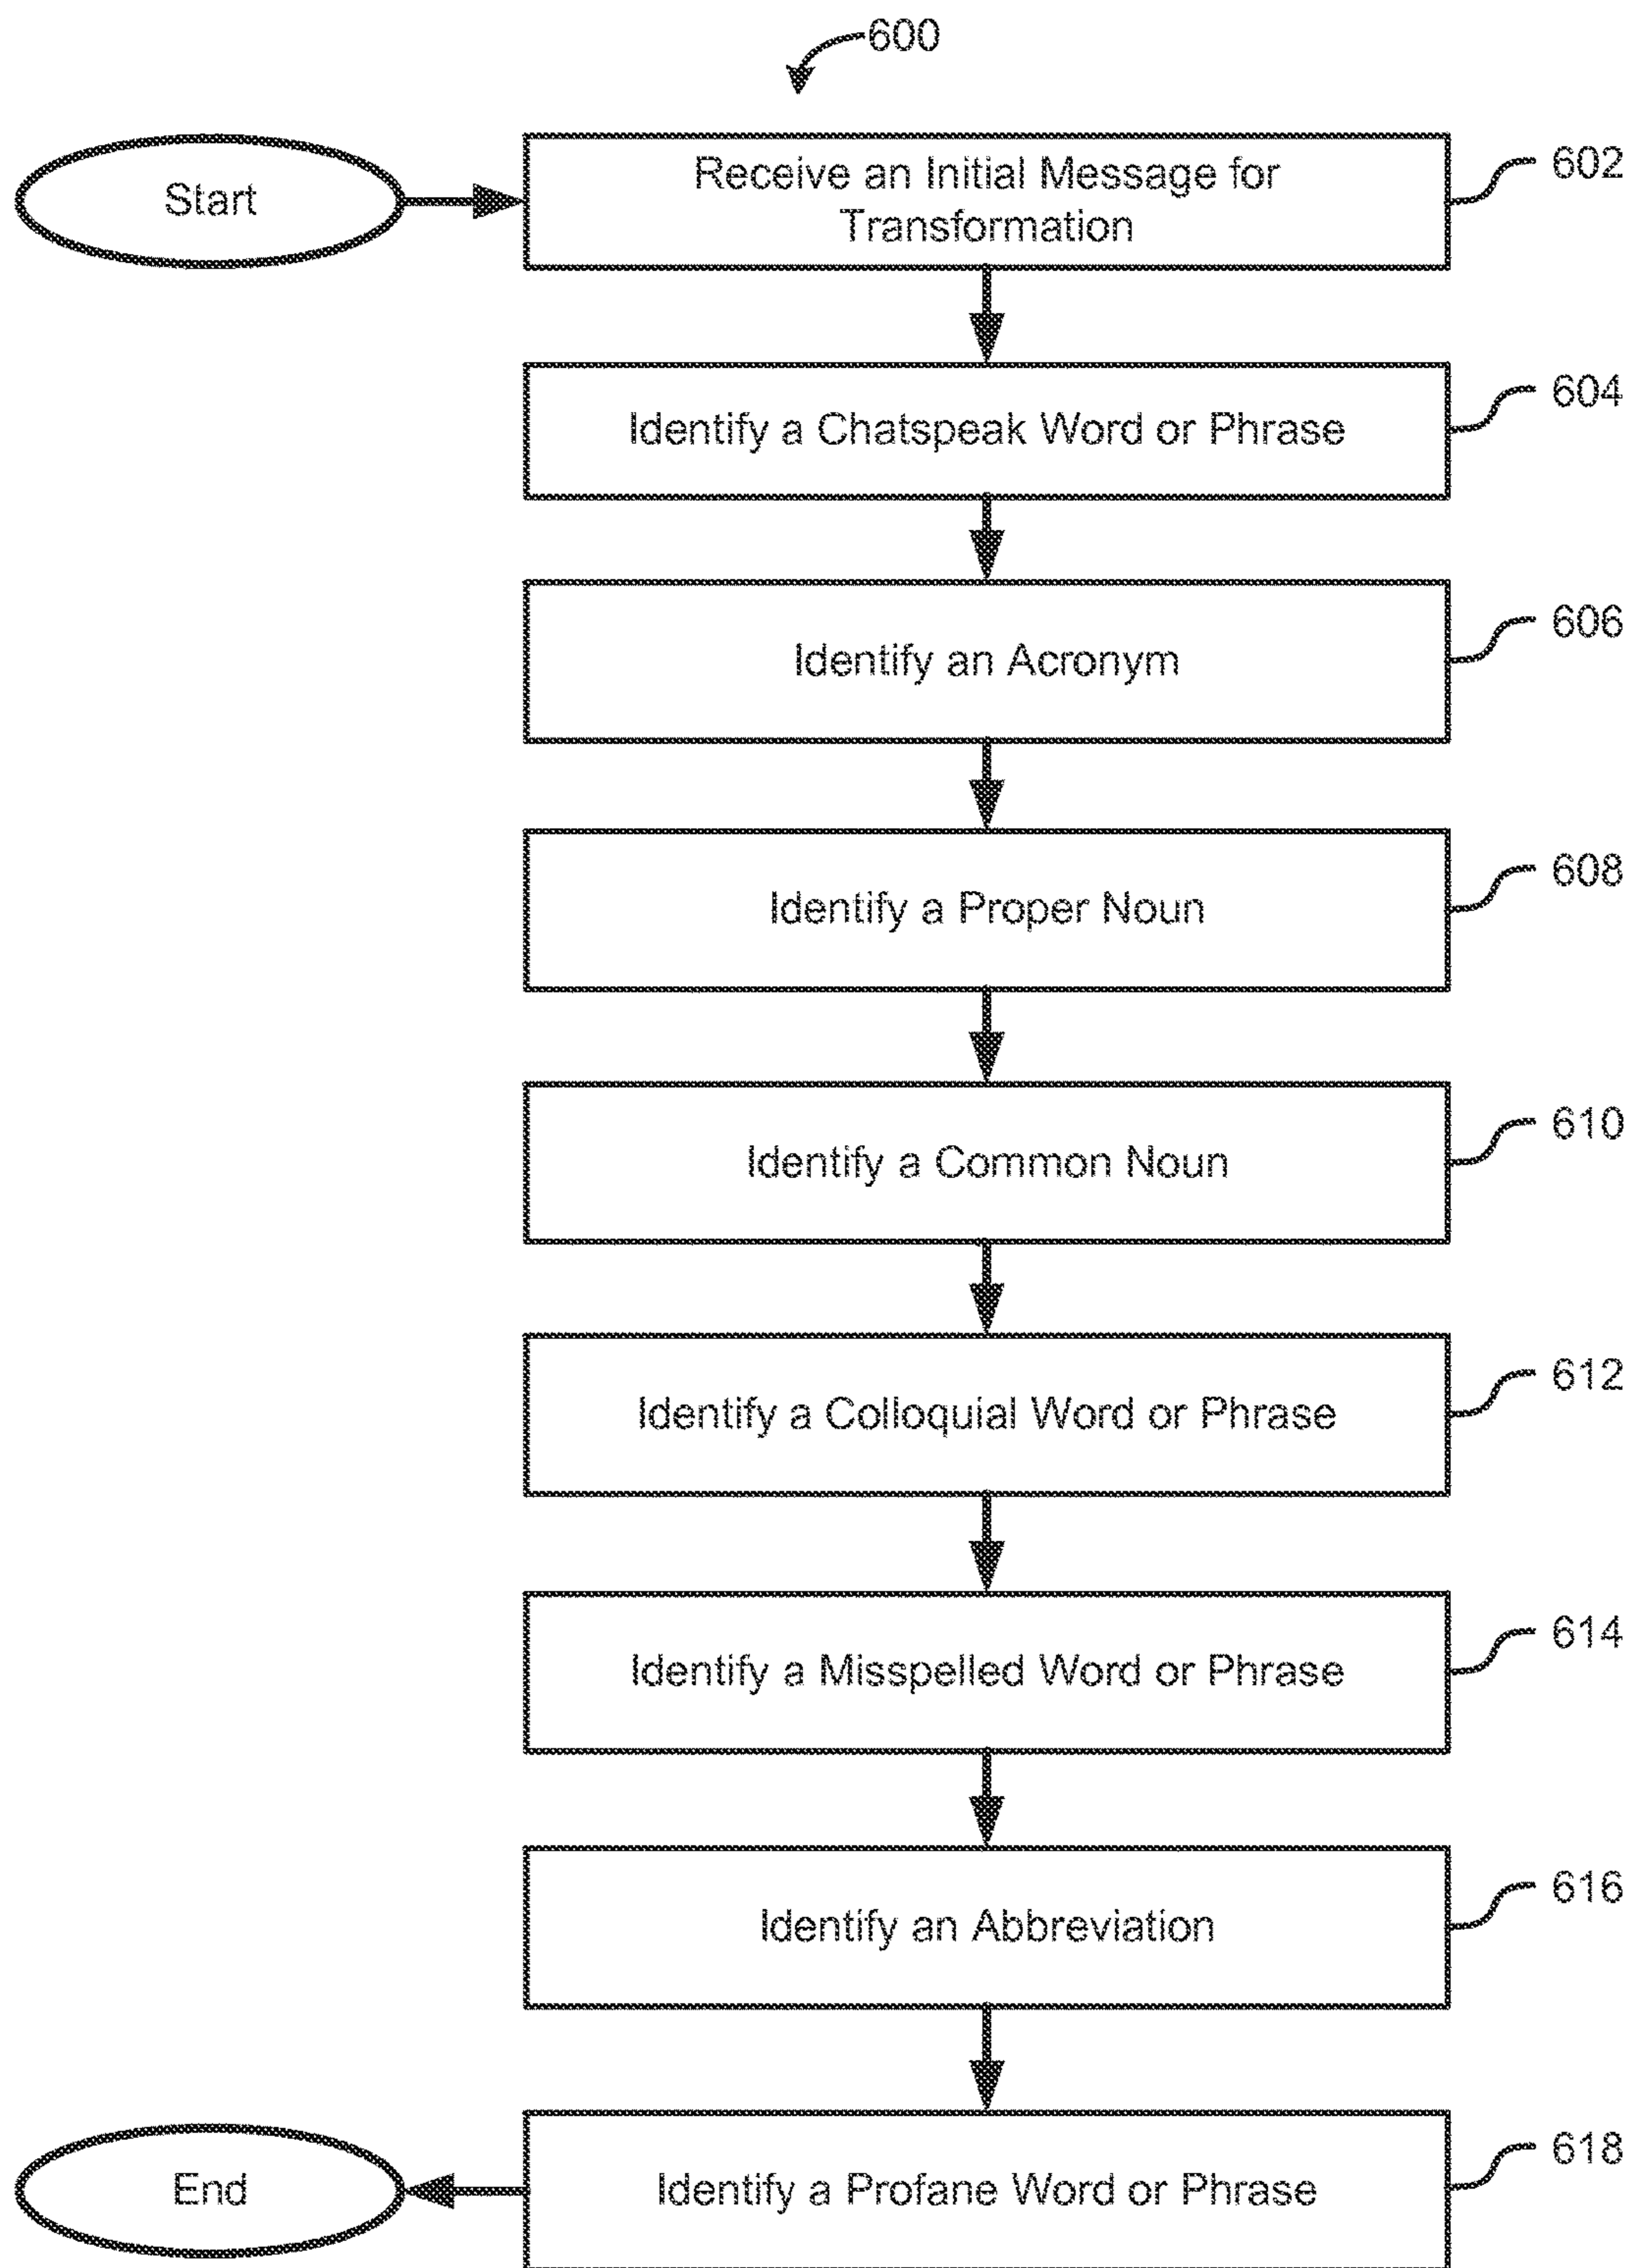 600
Start
Receive an Initial Message for
Transformation
602
Identify a Chatspeak Word or Phrase
604
Identify an Acronym
606
Identify a Proper Noun
608
Identify a Common Noun
610
Identify a Colloquial Word or Phrase
612
Identify a Misspelled Word or Phrase
614
Identify an Abbreviation
616
Identify a Profane Word or Phrase
618
End